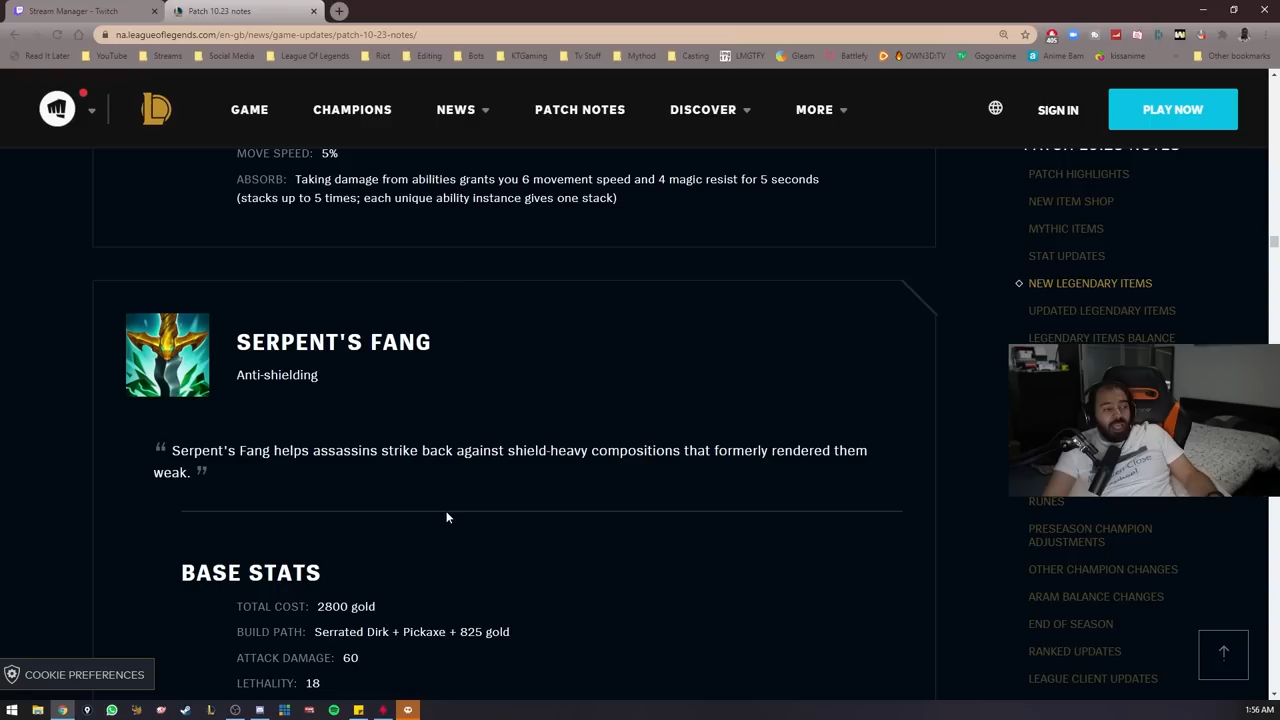 Stream Manager - Twitch
Patch 10.23 notes
na.leagueoflegends.com/en-gb/news/game-updates/patch-10-23-notes/
405
Read It Later YouTube Streams Social Media League Of Legends Riot Editing Bots KTGaming Tv Stuff Mythod Casting LMGTFY Gleam Battlefy OWN3D.TV Gogoanime Anime Bam kissanime Other bookmarks
GAME CHAMPIONS NEWS PATCH NOTES DISCOVER MORE SIGN IN PLAY NOW
MOVE SPEED: 5%
ABSORB: Taking damage from abilities grants you 6 movement speed and 4 magic resist for 5 seconds
(stacks up to 5 times; each unique ability instance gives one stack)
SERPENT'S FANG
Anti-shielding
“ Serpent's Fang helps assassins strike back against shield-heavy compositions that formerly rendered them
weak. ”
BASE STATS
TOTAL COST: 2800 gold
BUILD PATH: Serrated Dirk + Pickaxe + 825 gold
ATTACK DAMAGE: 60
LETHALITY: 18
PATCH 10.23 NOTES
PATCH HIGHLIGHTS
NEW ITEM SHOP
MYTHIC ITEMS
STAT UPDATES
NEW LEGENDARY ITEMS
UPDATED LEGENDARY ITEMS
LEGENDARY ITEMS BALANCE
RUNES
PRESEASON CHAMPION
ADJUSTMENTS
OTHER CHAMPION CHANGES
ARAM BALANCE CHANGES
END OF SEASON
RANKED UPDATES
LEAGUE CLIENT UPDATES
COOKIE PREFERENCES
1:56 AM